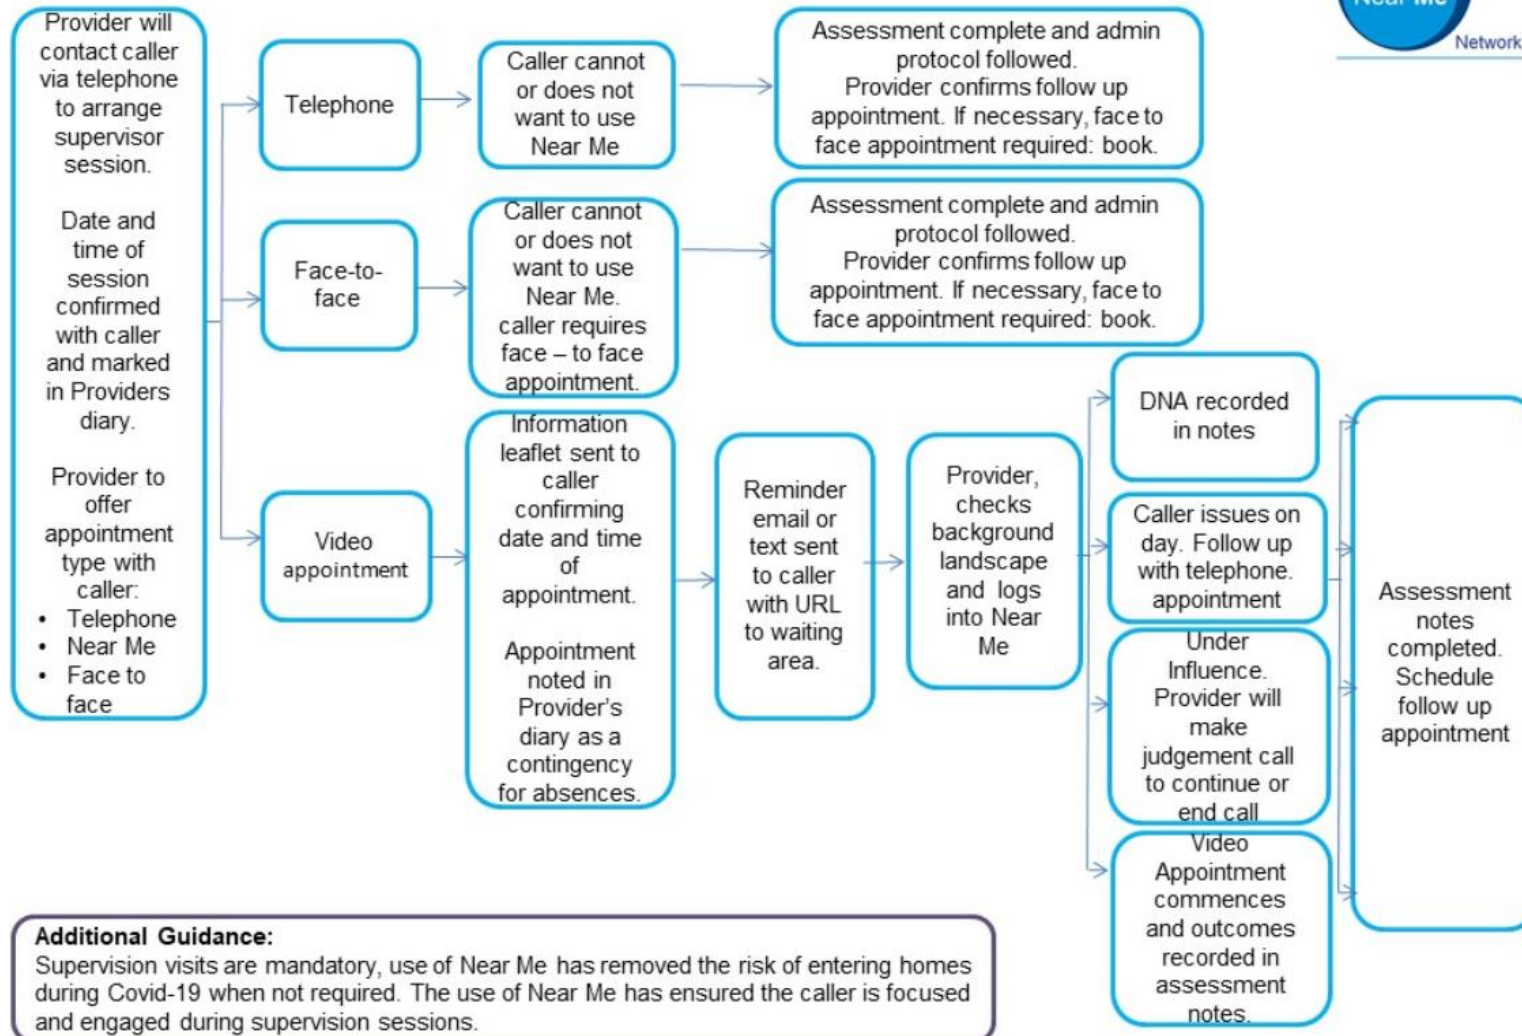 Near Me
Network
Provider will
contact caller
via telephone
to arrange
supervisor
session.
Date and
time of
session
confirmed
with caller
and marked
in Providers
diary.
Provider to
offer
appointment
type with
caller:
• Telephone
• Near Me
• Face to
face
Telephone
Caller cannot
or does not
want to use
Near Me
Assessment complete and admin
protocol followed.
Provider confirms follow up
appointment. If necessary, face to
face appointment required: book.
Face-to-
face
Caller cannot
or does not
want to use
Near Me.
caller requires
face – to face
appointment.
Assessment complete and admin
protocol followed.
Provider confirms follow up
appointment. If necessary, face to
face appointment required: book.
Video
appointment
Information
leaflet sent to
caller
confirming
date and time
of
appointment.
Appointment
noted in
Provider's
diary as a
contingency
for absences.
Reminder
email or
text sent
to caller
with URL
to waiting
area.
Provider,
checks
background
landscape
and logs
into Near
Me
DNA recorded
in notes
Caller issues on
day. Follow up
with telephone.
appointment
Under
Influence.
Provider will
make
judgement call
to continue or
end call
Video
Appointment
commences
and outcomes
recorded in
assessment
notes.
Assessment
notes
completed.
Schedule
follow up
appointment
Additional Guidance:
Supervision visits are mandatory, use of Near Me has removed the risk of entering homes
during Covid-19 when not required. The use of Near Me has ensured the caller is focused
and engaged during supervision sessions.